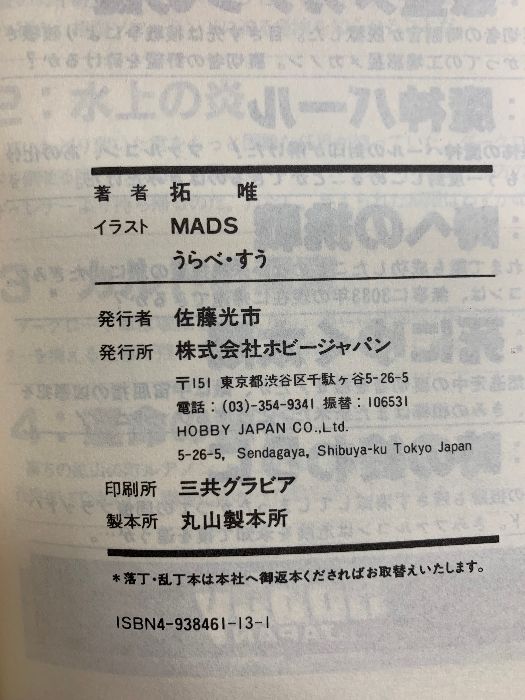 著者 拓唯
イラスト MADS
うらべ・すう
発行者 佐藤光市
発行所 株式会社ホビージャパン
〒151 東京都渋谷区千駄ヶ谷5-26-5
電話：(03)-354-9341 振替：106531
HOBBY JAPAN CO.,Ltd.
5-26-5, Sendagaya, Shibuya-ku Tokyo Japan
印刷所 三共グラビア
製本所 丸山製本所
*落丁・乱丁本は本社へ御返本くださればお取替えいたします。
ISBN4-938461-13-1